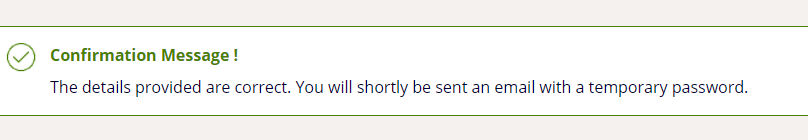 Confirmation Message !
The details provided are correct. You will shortly be sent an email with a temporary password.